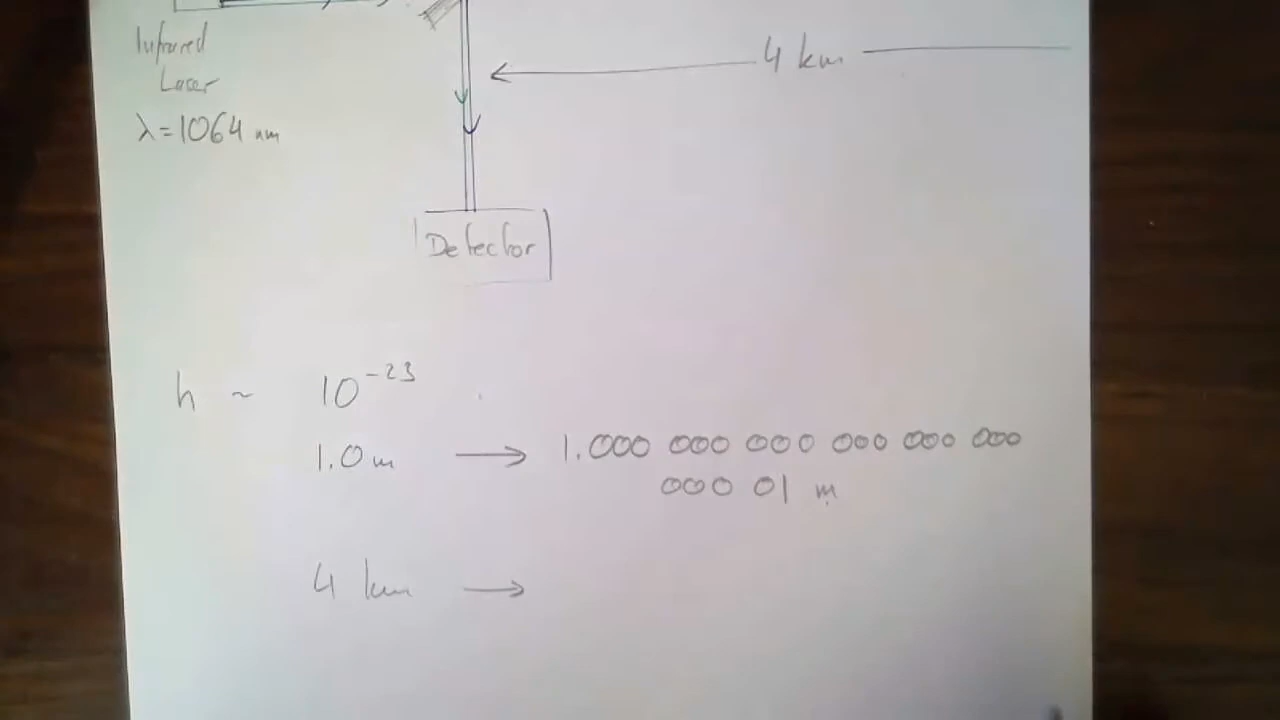 Infrared
Laser
λ = 1064 nm
4 km
Detector
h ~ 10⁻²³
1.0 m → 1.000 000 000 000 000 000
000 01 m
4 km →